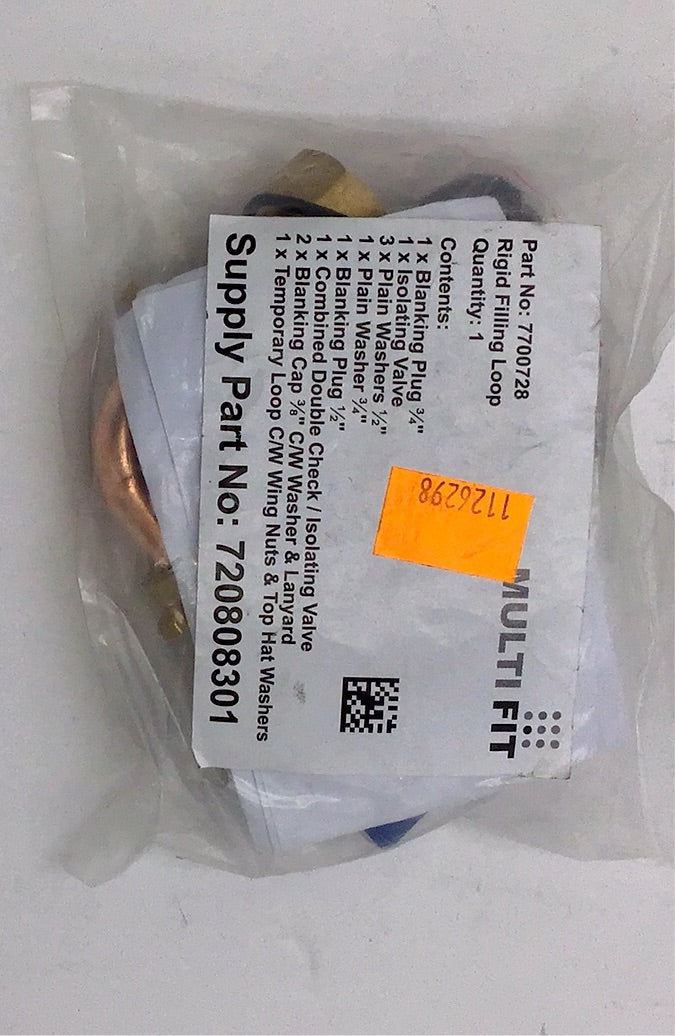 Part No: 7700728
Rigid Filling Loop
Quantity: 1
MULTI FIT
Contents:
1 x Blanking Plug ¾"
1 x Isolating Valve
3 x Plain Washers ½"
1 x Plain Washer ¾"
1 x Blanking Plug ½"
1 x Combined Double Check / Isolating Valve
2 x Blanking Cap ⅜" C/W Washer & Lanyard
1 x Temporary Loop C/W Wing Nuts & Top Hat Washers
Supply Part No: 720808301
1126298